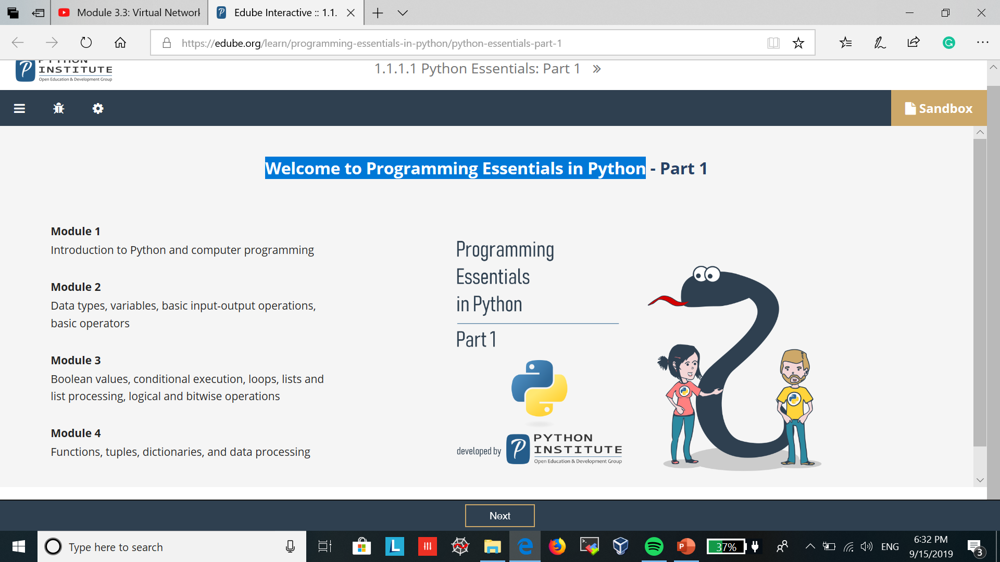 Module 3.3: Virtual Network
Edube Interactive :: 1.1.
https://edube.org/learn/programming-essentials-in-python/python-essentials-part-1
PYTHON
INSTITUTE
Open Education & Development Group
1.1.1.1 Python Essentials: Part 1 »
Sandbox
Welcome to Programming Essentials in Python - Part 1
Module 1
Introduction to Python and computer programming
Module 2
Data types, variables, basic input-output operations,
basic operators
Module 3
Boolean values, conditional execution, loops, lists and
list processing, logical and bitwise operations
Module 4
Functions, tuples, dictionaries, and data processing
Programming
Essentials
in Python
Part 1
developed by
PYTHON
INSTITUTE
Open Education & Development Group
Next
Type here to search
37%
ENG
6:32 PM
9/15/2019
3